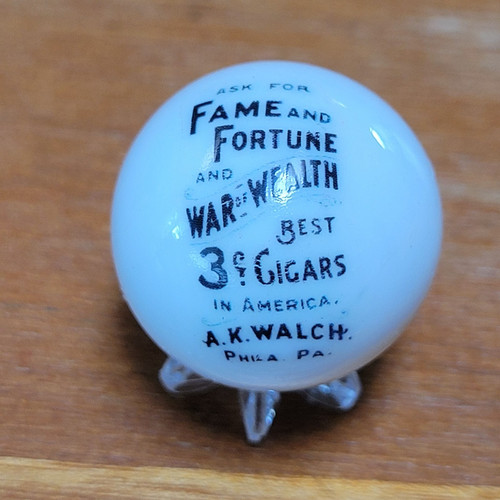 ASK FOR
FAME AND
FORTUNE
AND
WAR OF WEALTH
BEST
3¢ CIGARS
IN AMERICA.
A.K. WALCH.
PHILA. PA.